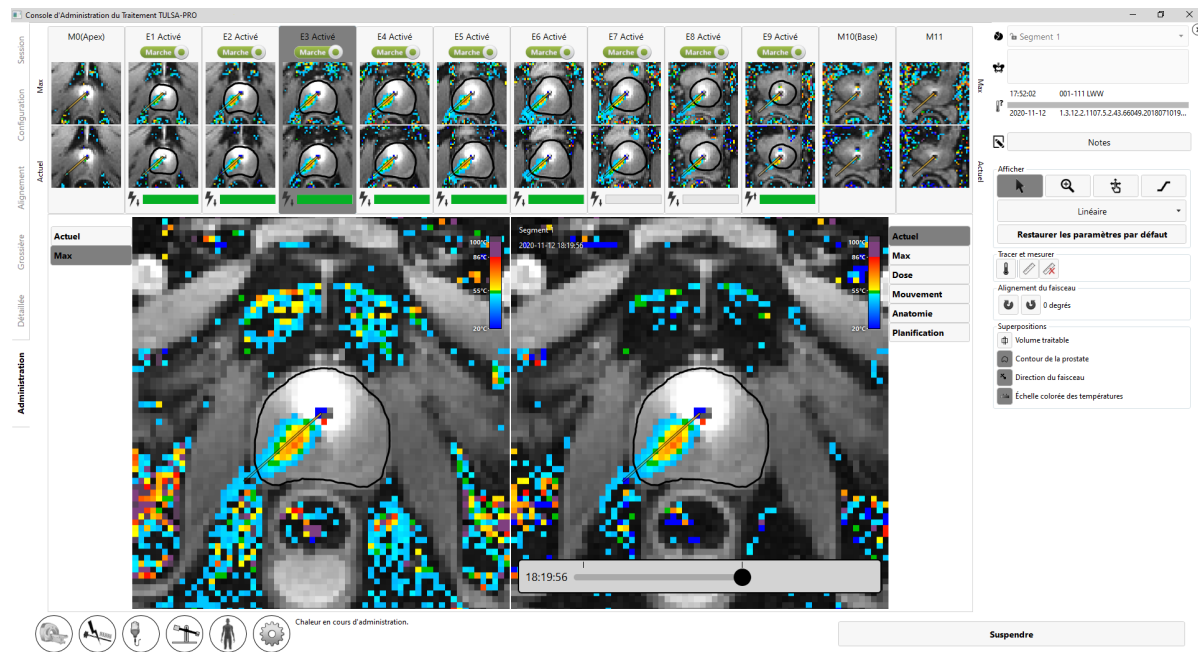 Console d'Administration du Traitement TULSA-PRO
Session
Configuration
Alignement
Grossière
Détaillée
Administration
M0(Apex)
E1 Activé
E2 Activé
E3 Activé
E4 Activé
E5 Activé
E6 Activé
E7 Activé
E8 Activé
E9 Activé
M10(Base)
M11
Marche
Marche
Marche
Marche
Marche
Marche
Marche
Marche
Marche
Max
Max
Actuel
Actuel
Actuel
Max
100°C
86°C
55°C
20°C
Segment 1
2020-11-12 18:19:56
100°C
86°C
55°C
20°C
18:19:56
Actuel
Max
Dose
Mouvement
Anatomie
Planification
Segment 1
17:52:02 001-111 LWW
2020-11-12 1.3.12.2.1107.5.2.43.66049.2018071019...
Notes
Afficher
Linéaire
Restaurer les paramètres par défaut
Tracer et mesurer
Alignement du faisceau
0 degrés
Superpositions
Volume traitable
Contour de la prostate
Direction du faisceau
Échelle colorée des températures
Chaleur en cours d'administration.
Suspendre